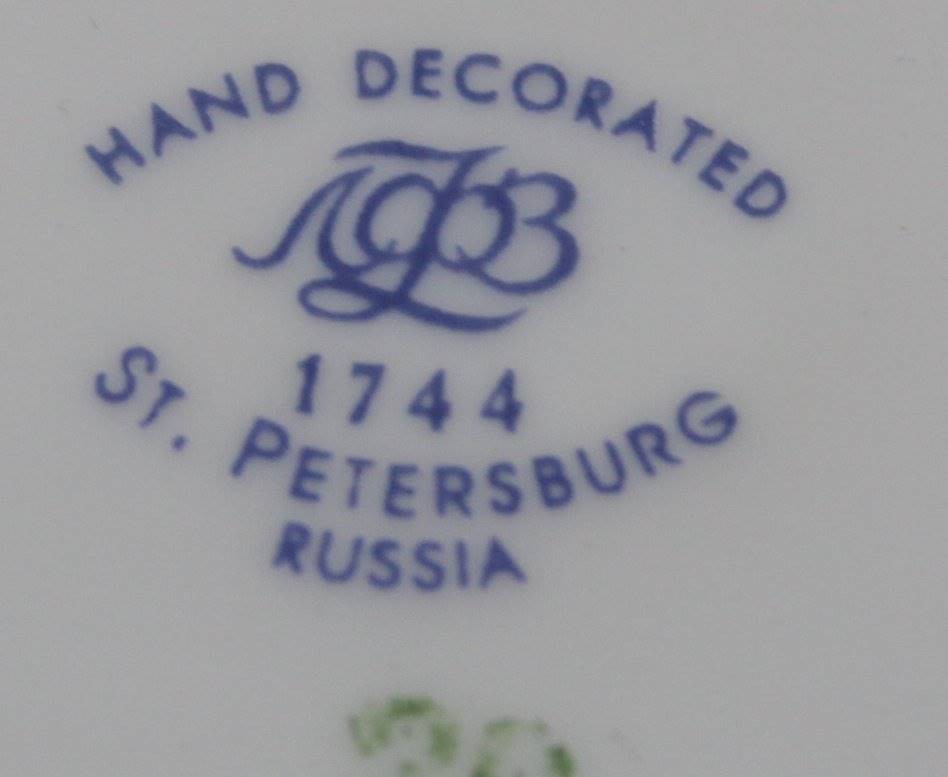 HAND DECORATED
ЛФЗ
1744
ST. PETERSBURG
RUSSIA